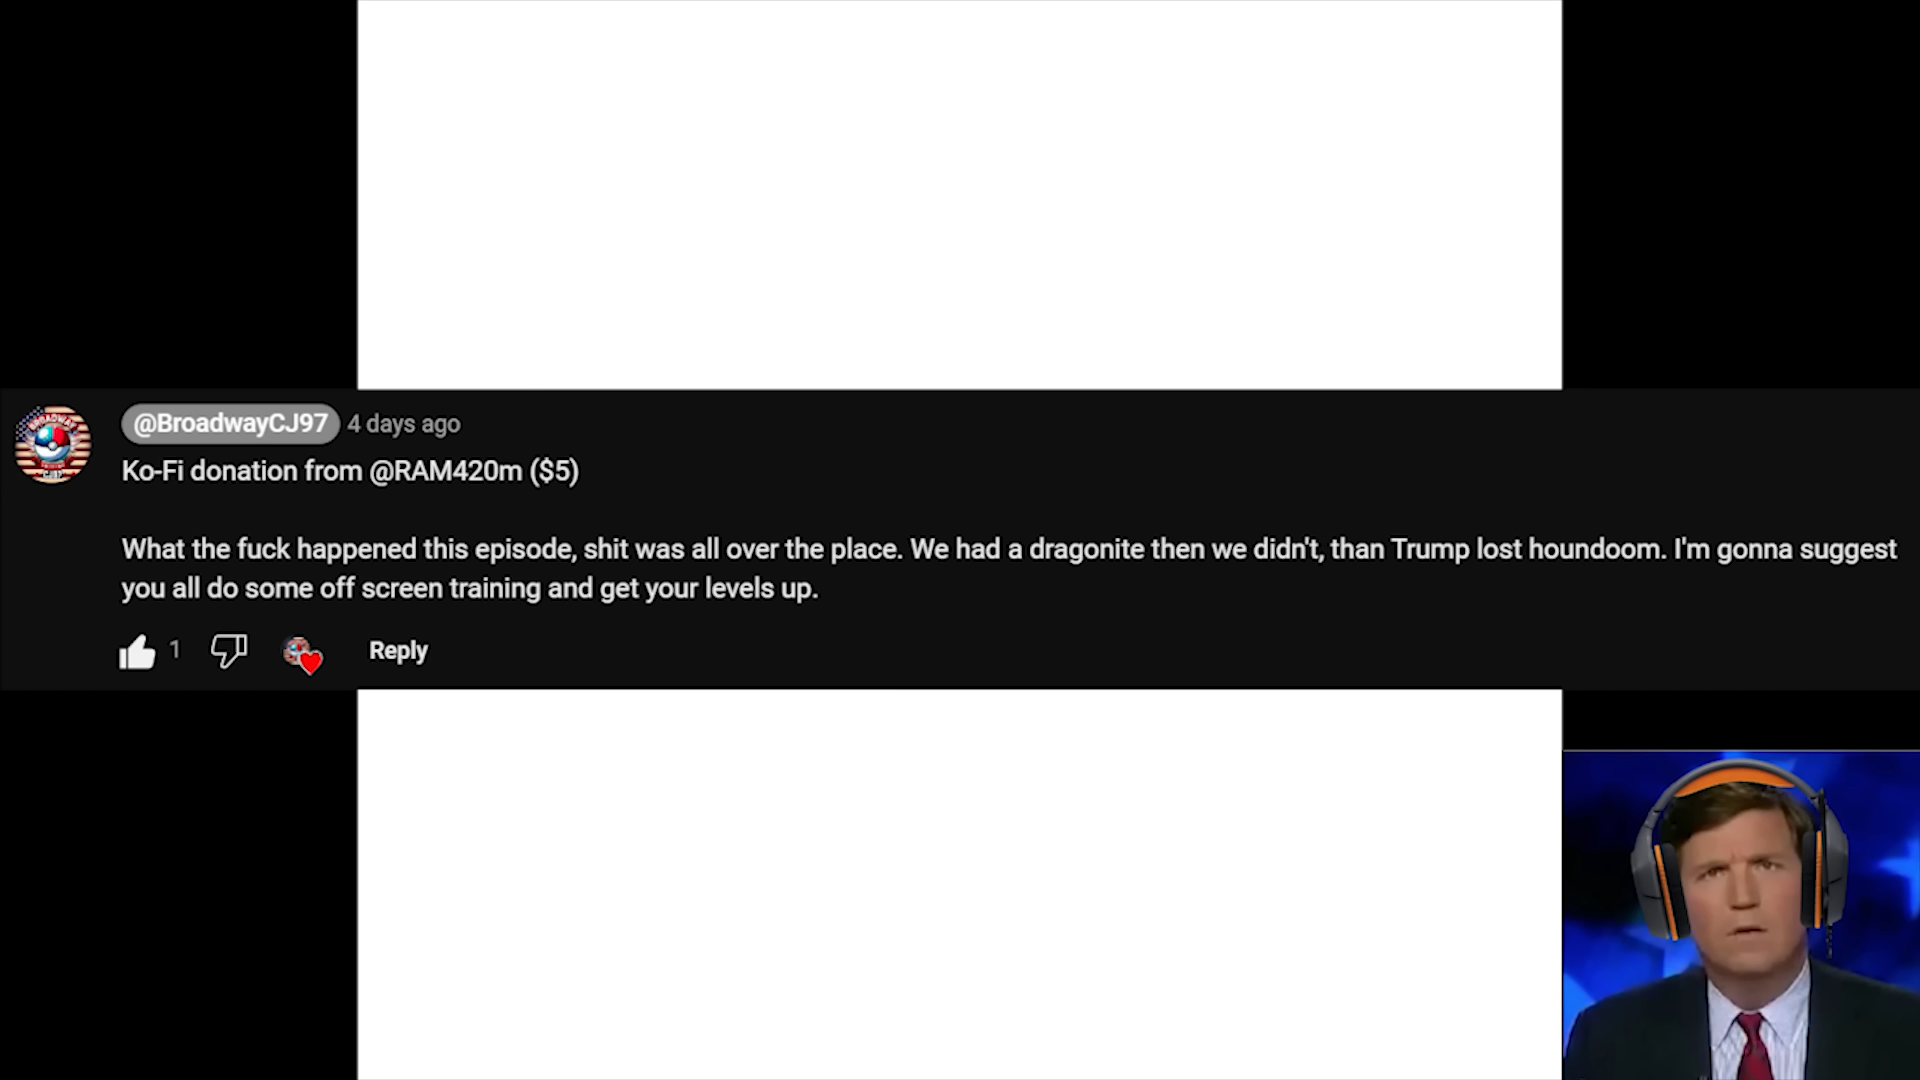 @BroadwayCJ97 4 days ago
Ko-Fi donation from @RAM420m ($5)
What the fuck happened this episode, shit was all over the place. We had a dragonite then we didn't, than Trump lost houndoom. I'm gonna suggest
you all do some off screen training and get your levels up.
1 Reply